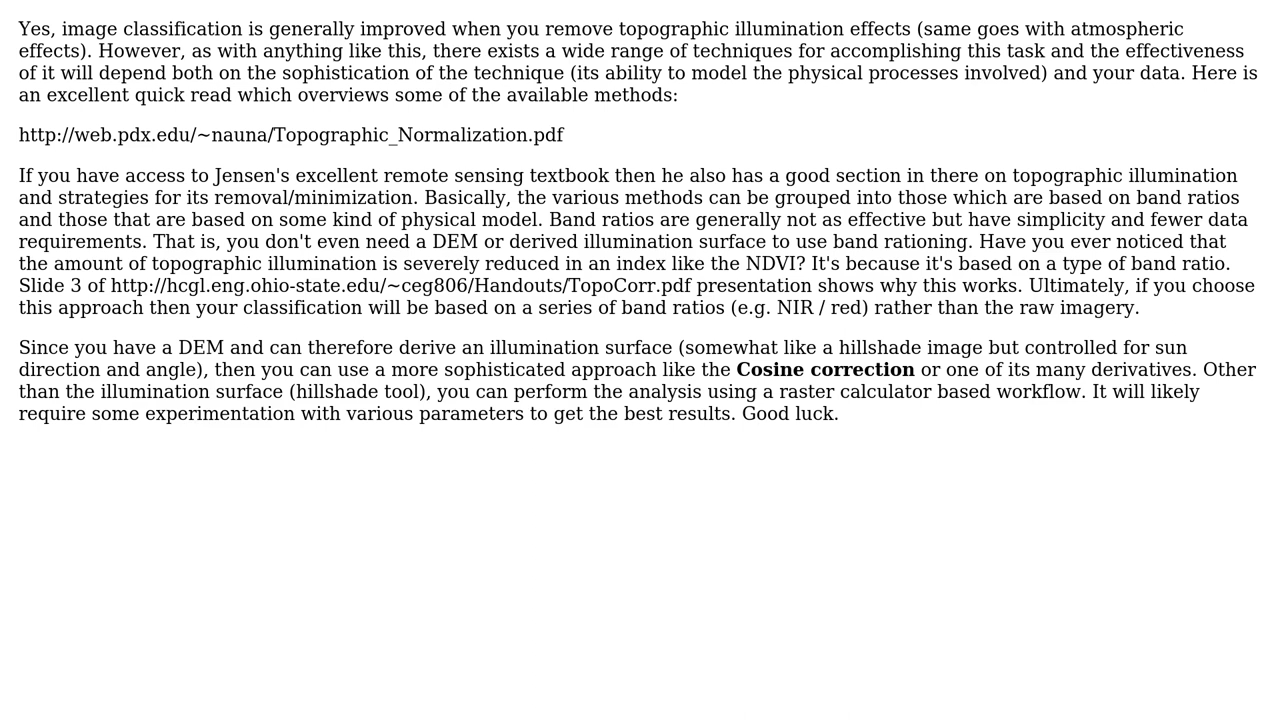 Yes, image classification is generally improved when you remove topographic illumination effects (same goes with atmospheric
effects). However, as with anything like this, there exists a wide range of techniques for accomplishing this task and the effectiveness
of it will depend both on the sophistication of the technique (its ability to model the physical processes involved) and your data. Here is
an excellent quick read which overviews some of the available methods:
http://web.pdx.edu/~nauna/Topographic_Normalization.pdf
If you have access to Jensen's excellent remote sensing textbook then he also has a good section in there on topographic illumination
and strategies for its removal/minimization. Basically, the various methods can be grouped into those which are based on band ratios
and those that are based on some kind of physical model. Band ratios are generally not as effective but have simplicity and fewer data
requirements. That is, you don't even need a DEM or derived illumination surface to use band rationing. Have you ever noticed that
the amount of topographic illumination is severely reduced in an index like the NDVI? It's because it's based on a type of band ratio.
Slide 3 of http://hcgl.eng.ohio-state.edu/~ceg806/Handouts/TopoCorr.pdf presentation shows why this works. Ultimately, if you choose
this approach then your classification will be based on a series of band ratios (e.g. NIR / red) rather than the raw imagery.
Since you have a DEM and can therefore derive an illumination surface (somewhat like a hillshade image but controlled for sun
direction and angle), then you can use a more sophisticated approach like the Cosine correction or one of its many derivatives. Other
than the illumination surface (hillshade tool), you can perform the analysis using a raster calculator based workflow. It will likely
require some experimentation with various parameters to get the best results. Good luck.